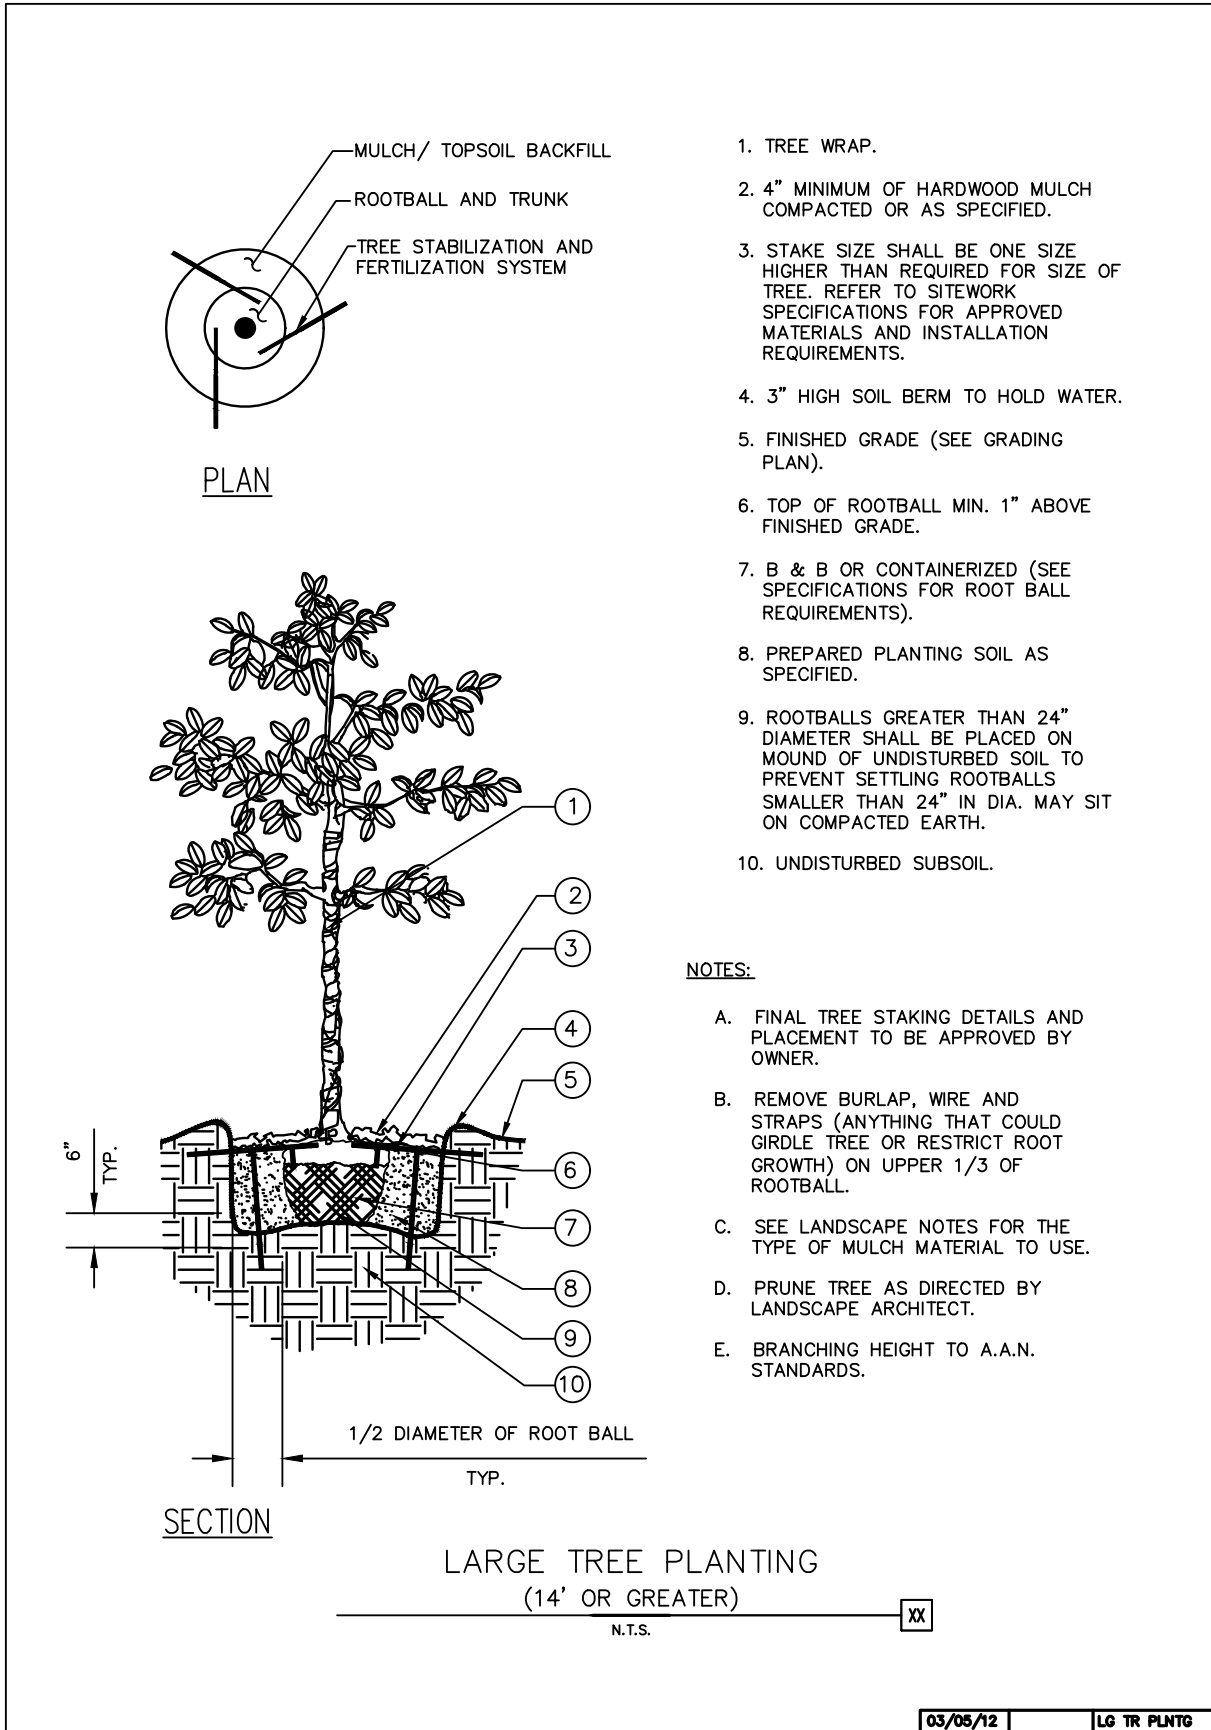 MULCH/ TOPSOIL BACKFILL
ROOTBALL AND TRUNK
TREE STABILIZATION AND
FERTILIZATION SYSTEM
PLAN
1. TREE WRAP.
2. 4" MINIMUM OF HARDWOOD MULCH
COMPACTED OR AS SPECIFIED.
3. STAKE SIZE SHALL BE ONE SIZE
HIGHER THAN REQUIRED FOR SIZE OF
TREE. REFER TO SITEWORK
SPECIFICATIONS FOR APPROVED
MATERIALS AND INSTALLATION
REQUIREMENTS.
4. 3" HIGH SOIL BERM TO HOLD WATER.
5. FINISHED GRADE (SEE GRADING
PLAN).
6. TOP OF ROOTBALL MIN. 1" ABOVE
FINISHED GRADE.
7. B & B OR CONTAINERIZED (SEE
SPECIFICATIONS FOR ROOT BALL
REQUIREMENTS).
8. PREPARED PLANTING SOIL AS
SPECIFIED.
9. ROOTBALLS GREATER THAN 24"
DIAMETER SHALL BE PLACED ON
MOUND OF UNDISTURBED SOIL TO
PREVENT SETTLING ROOTBALLS
SMALLER THAN 24" IN DIA. MAY SIT
ON COMPACTED EARTH.
10. UNDISTURBED SUBSOIL.
1
2
3
4
5
6
7
8
9
10
6"
TYP.
1/2 DIAMETER OF ROOT BALL
TYP.
SECTION
NOTES:
A. FINAL TREE STAKING DETAILS AND
PLACEMENT TO BE APPROVED BY
OWNER.
B. REMOVE BURLAP, WIRE AND
STRAPS (ANYTHING THAT COULD
GIRDLE TREE OR RESTRICT ROOT
GROWTH) ON UPPER 1/3 OF
ROOTBALL.
C. SEE LANDSCAPE NOTES FOR THE
TYPE OF MULCH MATERIAL TO USE.
D. PRUNE TREE AS DIRECTED BY
LANDSCAPE ARCHITECT.
E. BRANCHING HEIGHT TO A.A.N.
STANDARDS.
LARGE TREE PLANTING
(14' OR GREATER)
N.T.S.
XX
03/05/12
LG TR PLNTG